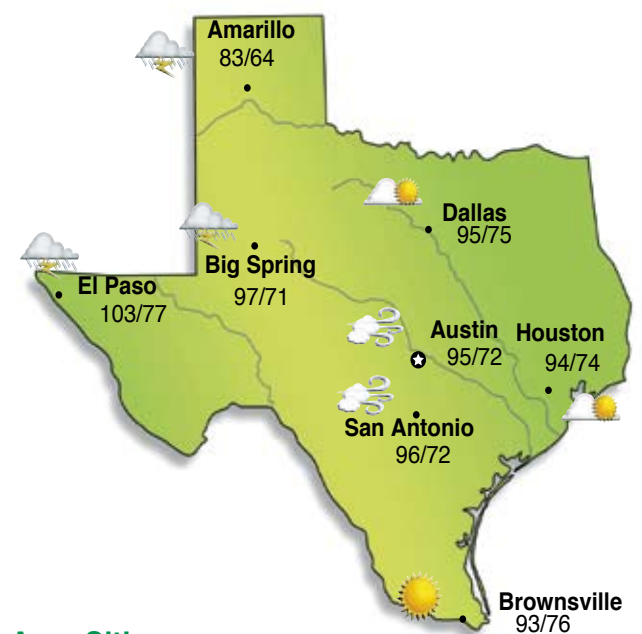 Amarillo
83/64
Dallas
95/75
Big Spring
97/71
El Paso
103/77
Austin
95/72
Houston
94/74
San Antonio
96/72
Brownsville
93/76